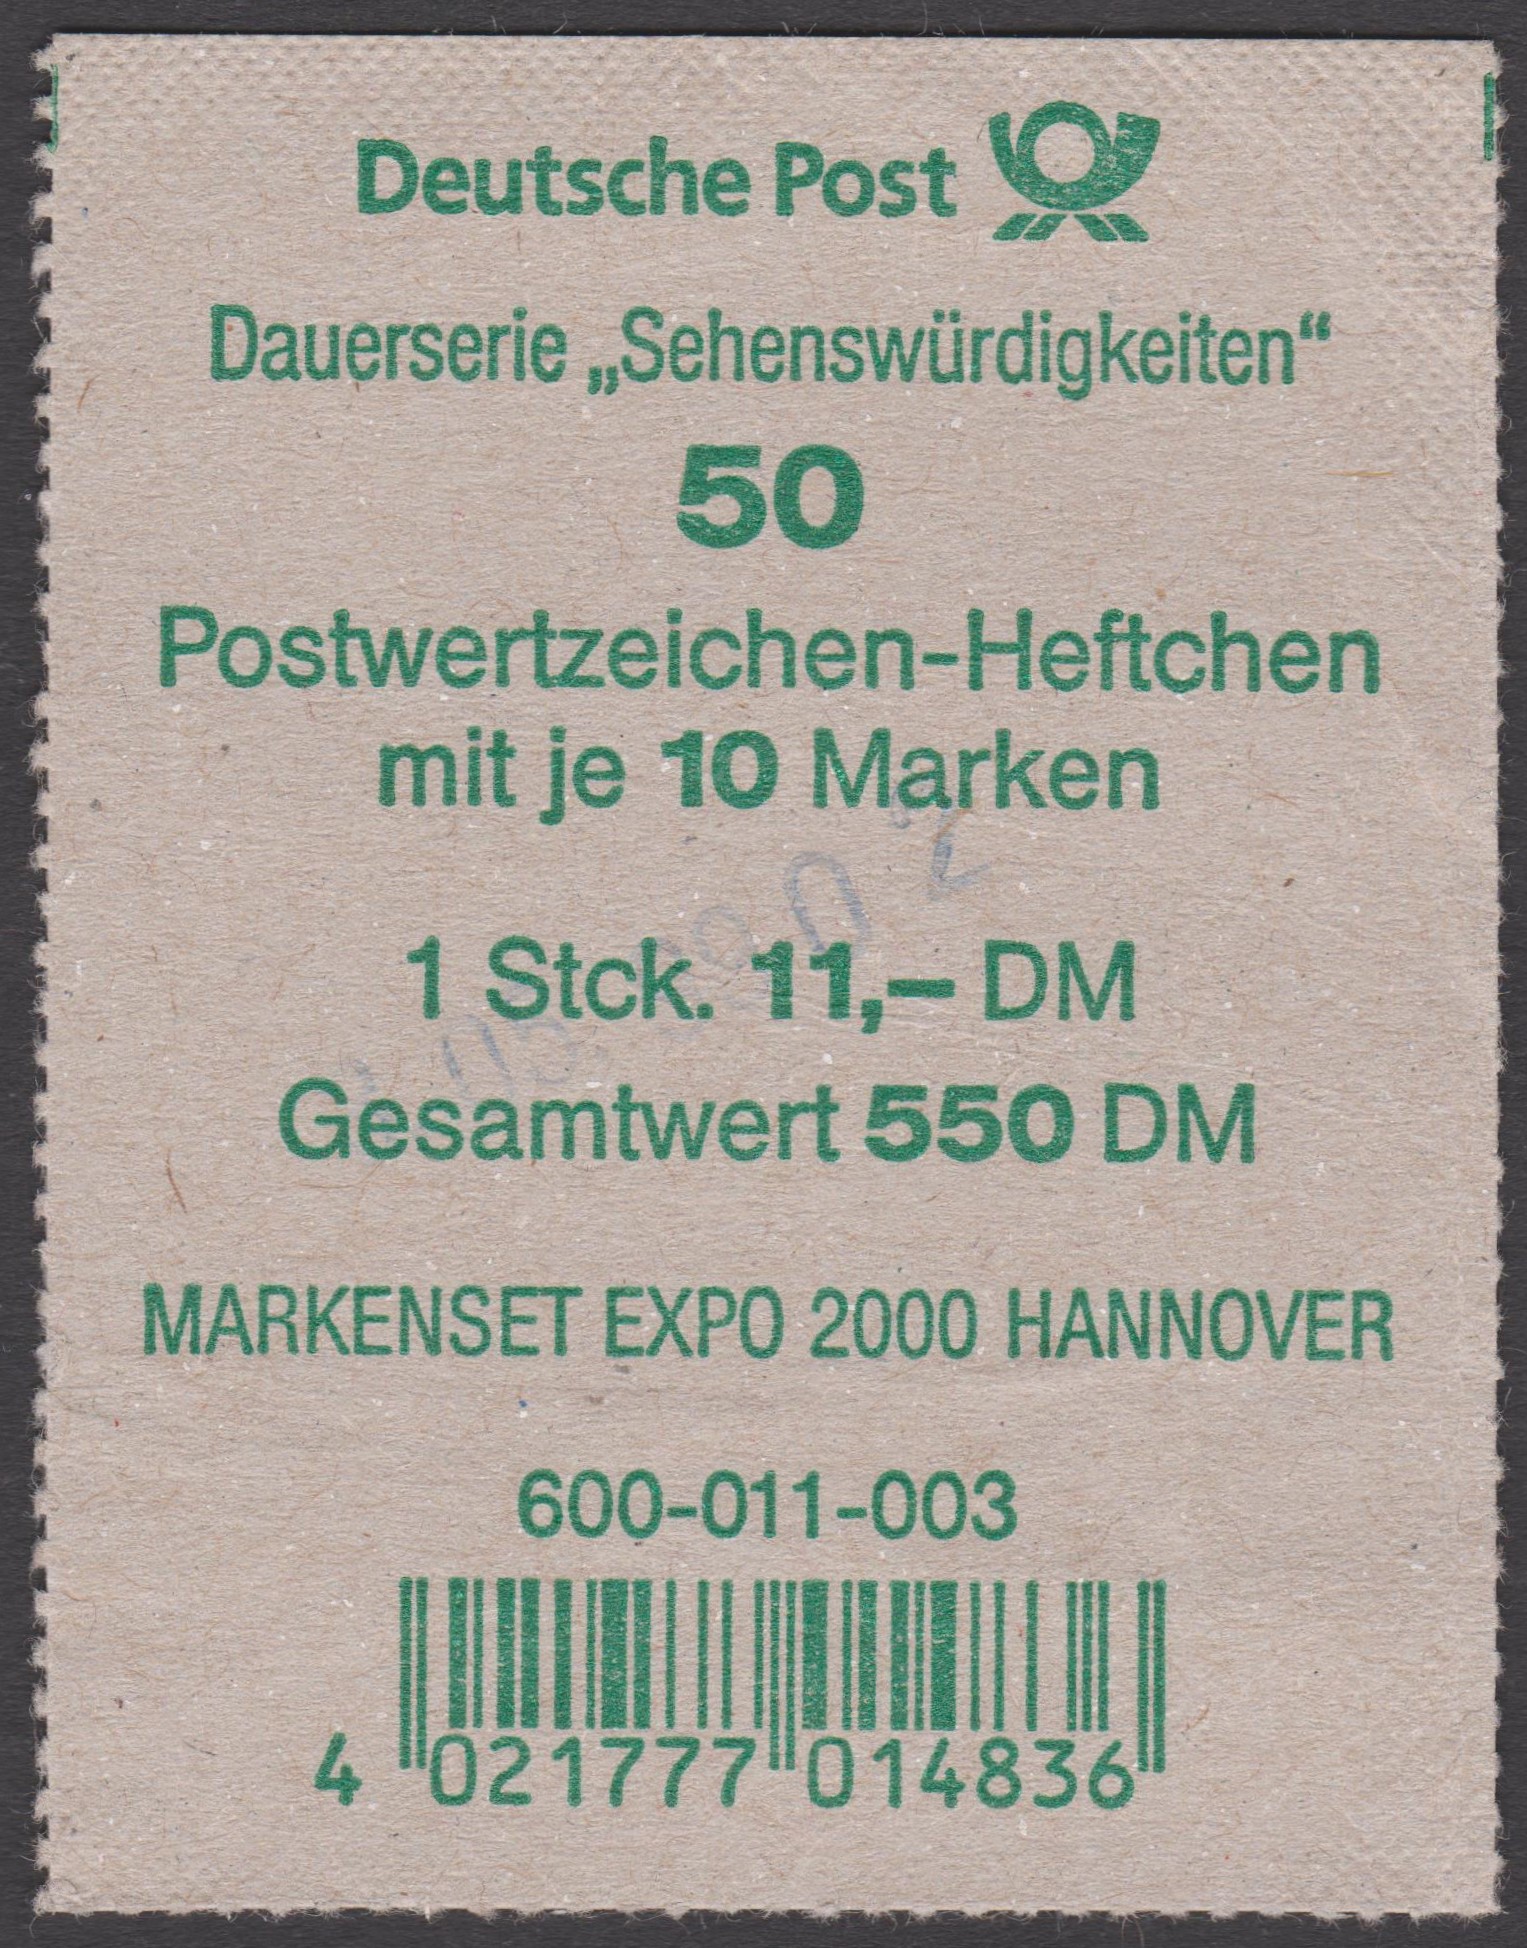 Deutsche Post
Dauerserie „Sehenswürdigkeiten“
50
Postwertzeichen-Heftchen
mit je 10 Marken
1 Stck. 11,– DM
Gesamtwert 550 DM
MARKENSET EXPO 2000 HANNOVER
600-011-003
4 021777 014836